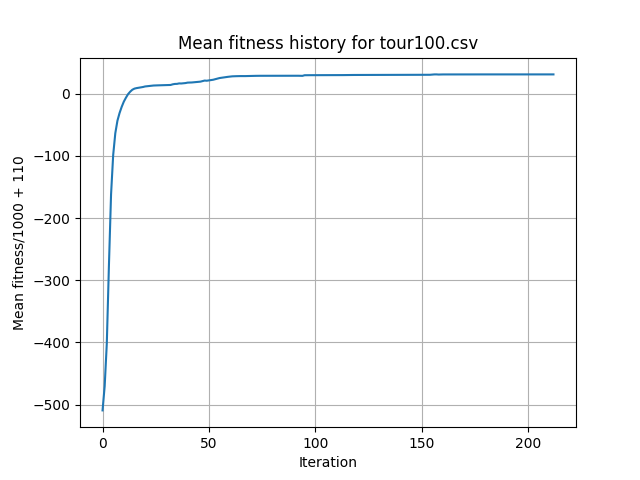 Mean fitness history for tour100.csv
Mean fitness/1000 + 110
0
−100
−200
−300
−400
−500
0 50 100 150 200
Iteration